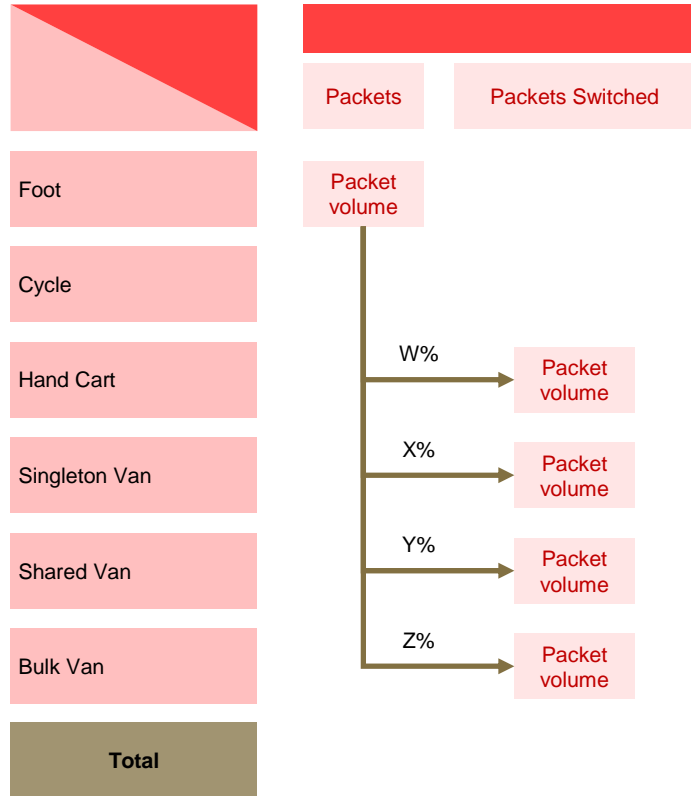 Packets
Packets Switched
Foot
Packet
volume
Cycle
Hand Cart
W%
Packet
volume
Singleton Van
X%
Packet
volume
Shared Van
Y%
Packet
volume
Bulk Van
Z%
Packet
volume
Total